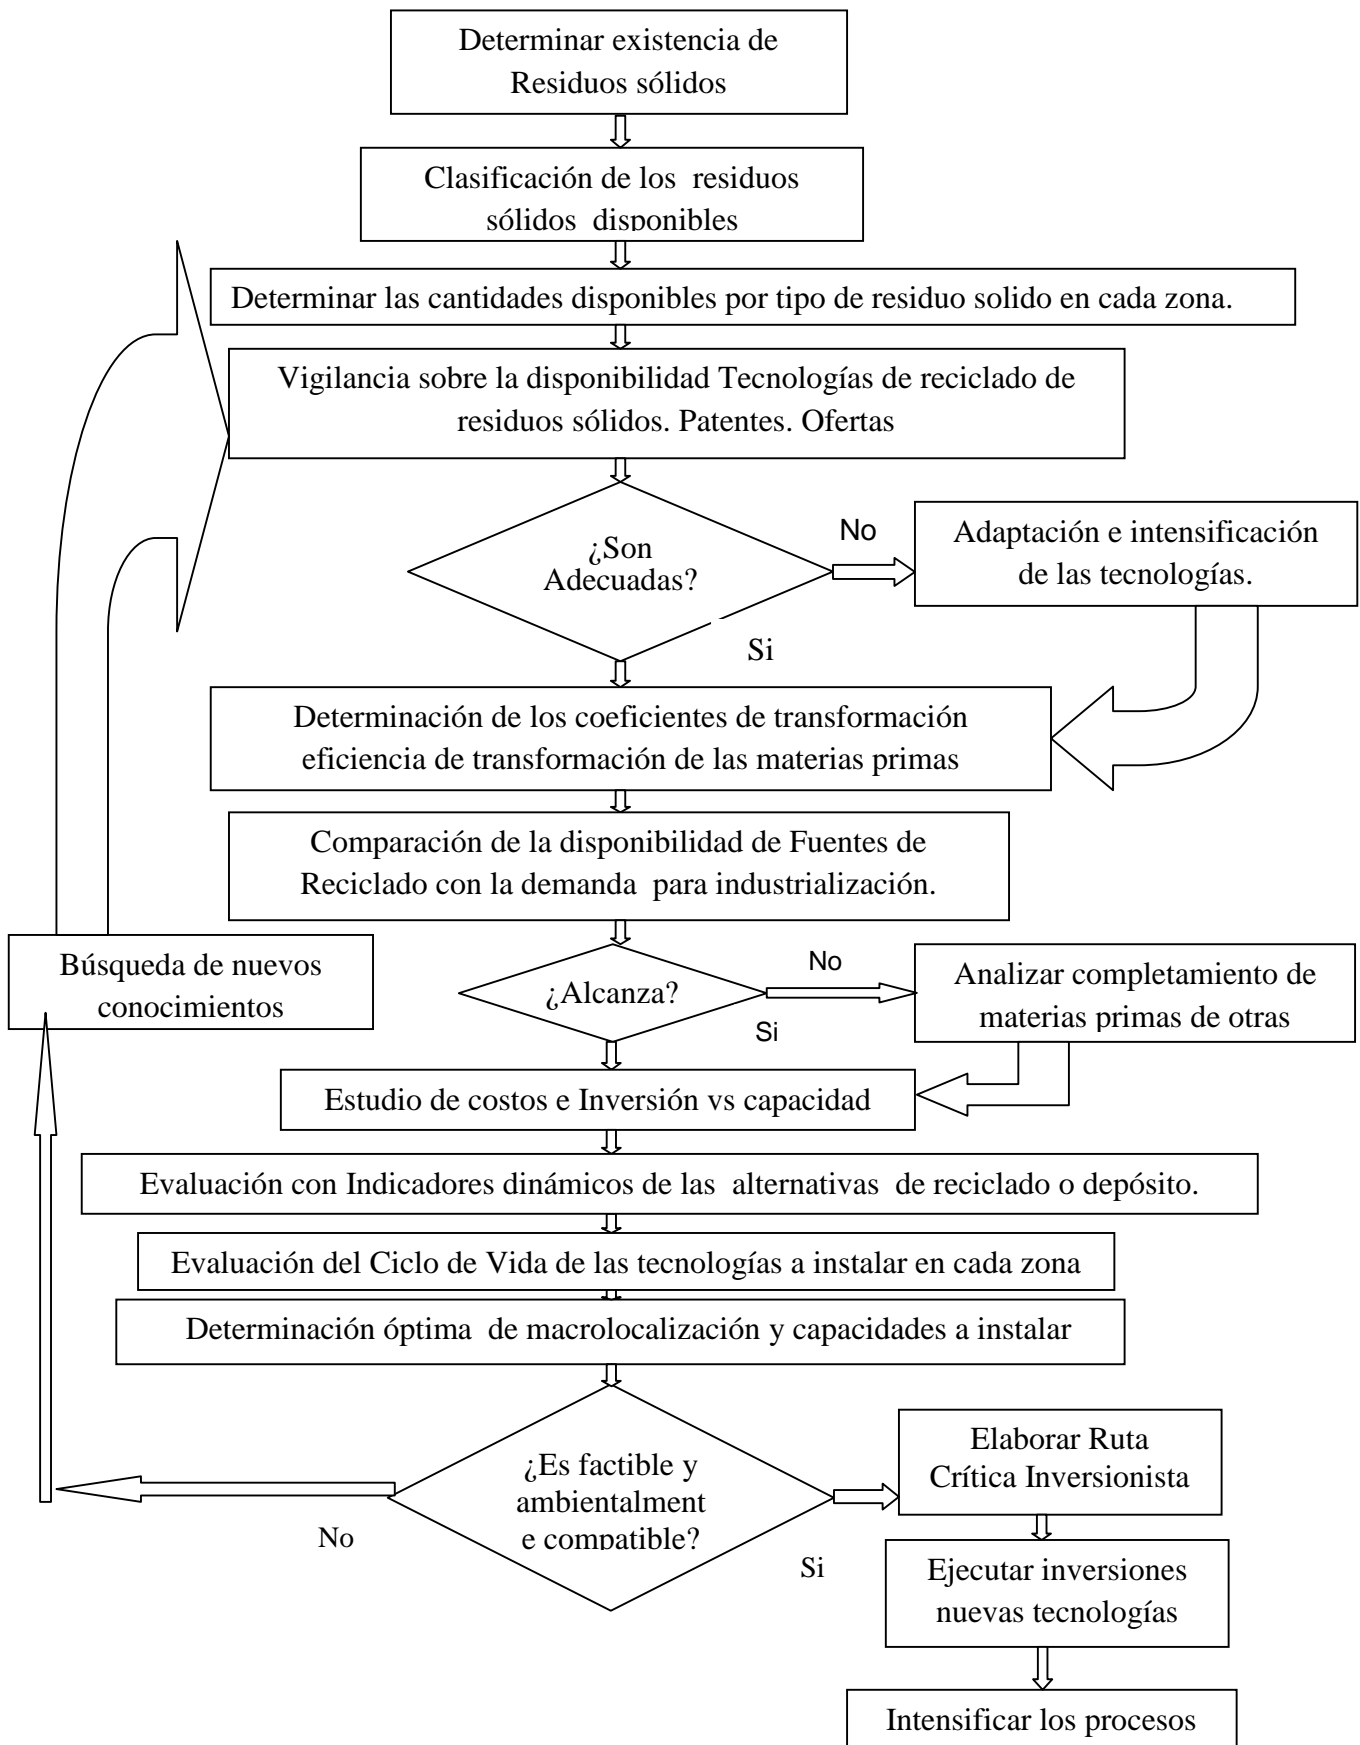 Determinar existencia de
Residuos sólidos
Clasificación de los residuos
sólidos disponibles
Determinar las cantidades disponibles por tipo de residuo solido en cada zona.
Vigilancia sobre la disponibilidad Tecnologías de reciclado de
residuos sólidos. Patentes. Ofertas
¿Son
Adecuadas?
No
Adaptación e intensificación
de las tecnologías.
Si
Determinación de los coeficientes de transformación
eficiencia de transformación de las materias primas
Comparación de la disponibilidad de Fuentes de
Reciclado con la demanda para industrialización.
Búsqueda de nuevos
conocimientos
¿Alcanza?
No
Si
Analizar completamiento de
materias primas de otras
Estudio de costos e Inversión vs capacidad
Evaluación con Indicadores dinámicos de las alternativas de reciclado o depósito.
Evaluación del Ciclo de Vida de las tecnologías a instalar en cada zona
Determinación óptima de macrolocalización y capacidades a instalar
¿Es factible y
ambientalment
e compatible?
No
Si
Elaborar Ruta
Crítica Inversionista
Ejecutar inversiones
nuevas tecnologías
Intensificar los procesos